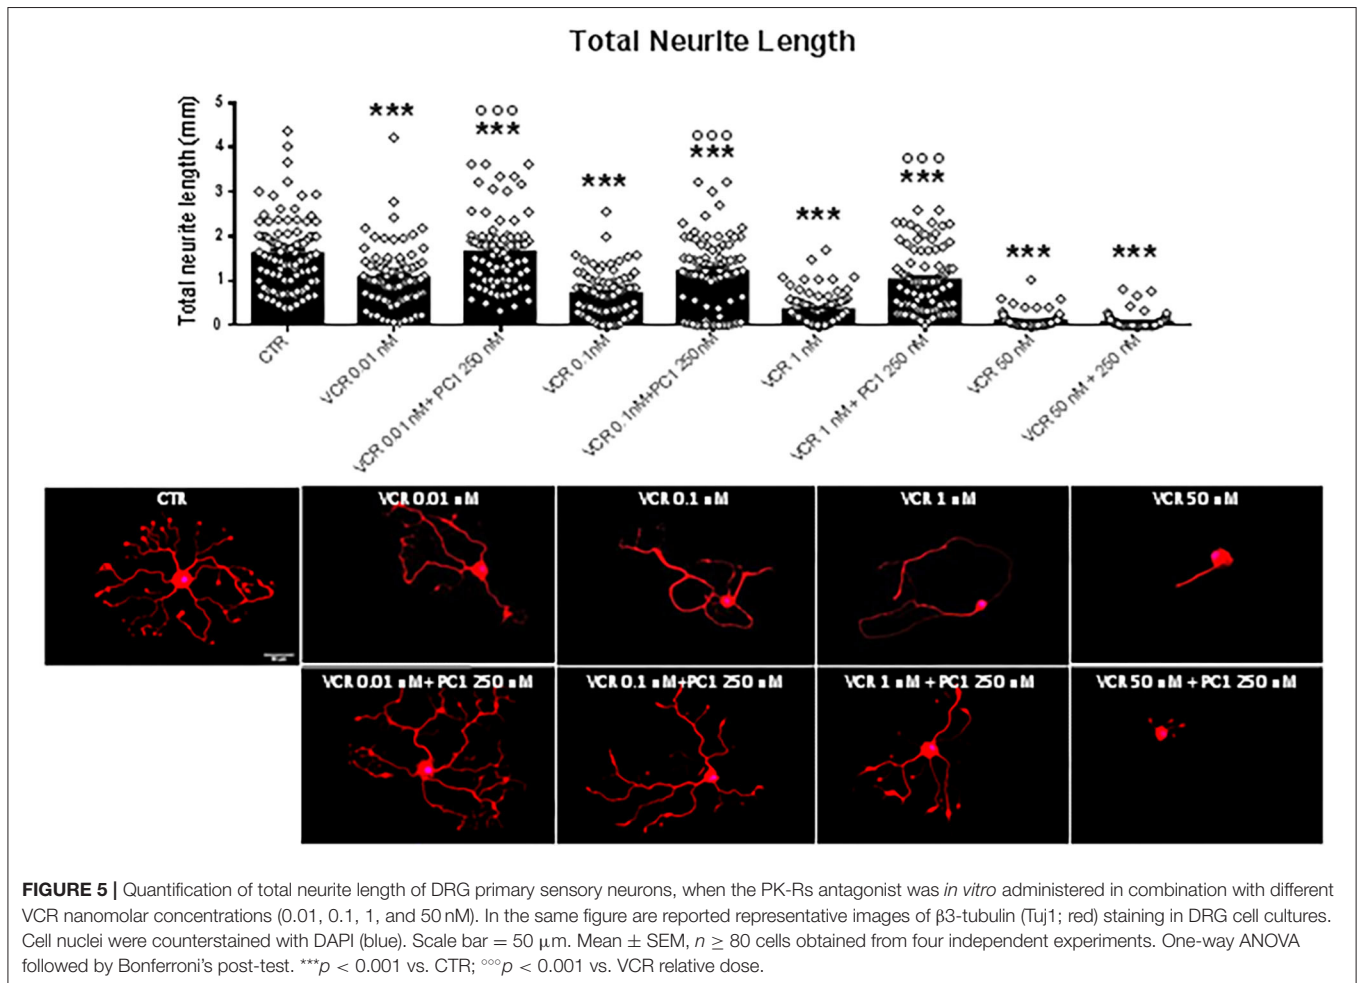 Total Neurite Length
Total neurite length (mm)
5
4
3
2
1
0
***
°°°
***
***
°°°
***
***
°°°
***
***
***
CTR
VCR 0.01 nM
VCR 0.01 nM+ PC1 250 nM
VCR 0.1nM
VCR 0.1nM+PC1 250nM
VCR 1 nM
VCR 1 nM+ PC1 250 nM
VCR 50 nM
VCR 50 nM + 250 nM
CTR
VCR 0.01 nM
VCR 0.1 nM
VCR 1 nM
VCR 50 nM
VCR 0.01 nM+PC1 250 nM
VCR 0.1 nM+PC1 250 nM
VCR 1 nM + PC1 250 nM
VCR 50 nM + PC1 250 nM
FIGURE 5 | Quantification of total neurite length of DRG primary sensory neurons, when the PK-Rs antagonist was in vitro administered in combination with different
VCR nanomolar concentrations (0.01, 0.1, 1, and 50 nM). In the same figure are reported representative images of β3-tubulin (Tuj1; red) staining in DRG cell cultures.
Cell nuclei were counterstained with DAPI (blue). Scale bar = 50 μm. Mean ± SEM, n ≥ 80 cells obtained from four independent experiments. One-way ANOVA
followed by Bonferroni's post-test. ***p < 0.001 vs. CTR; °°°p < 0.001 vs. VCR relative dose.